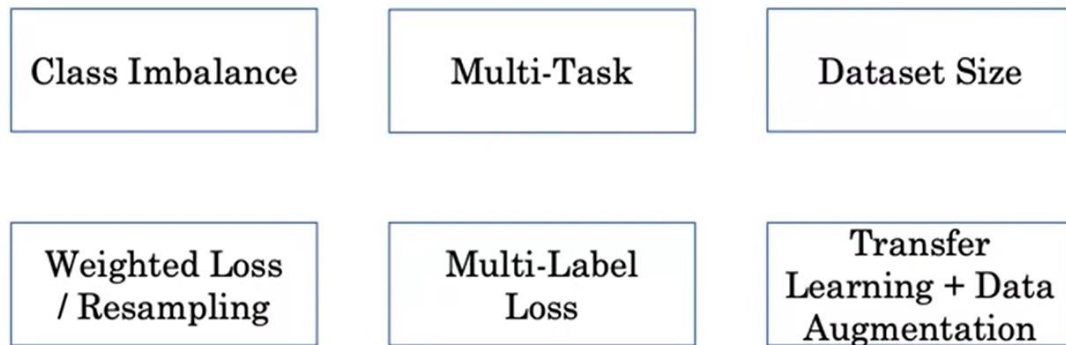 Class Imbalance
Multi-Task
Dataset Size
Weighted Loss
/ Resampling
Multi-Label
Loss
Transfer
Learning + Data
Augmentation